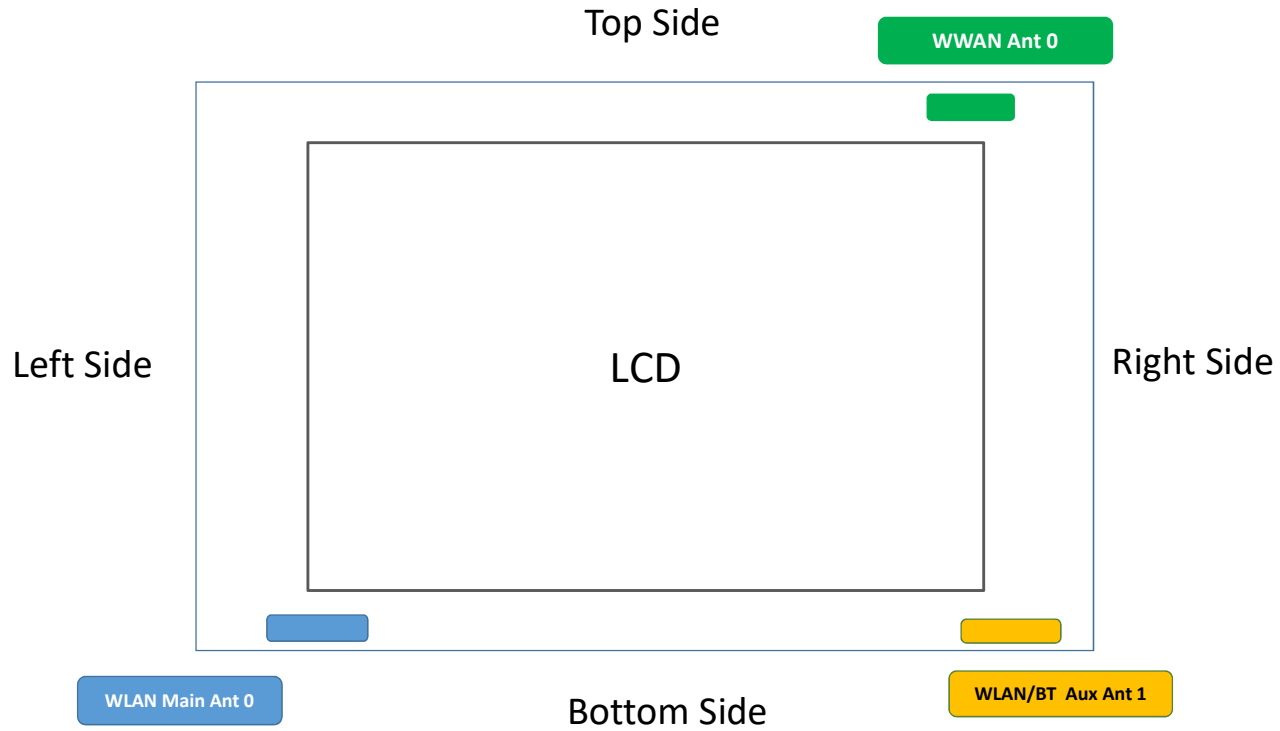 Top Side
WWAN Ant 0
Left Side
LCD
Right Side
WLAN Main Ant 0
Bottom Side
WLAN/BT  Aux Ant 1